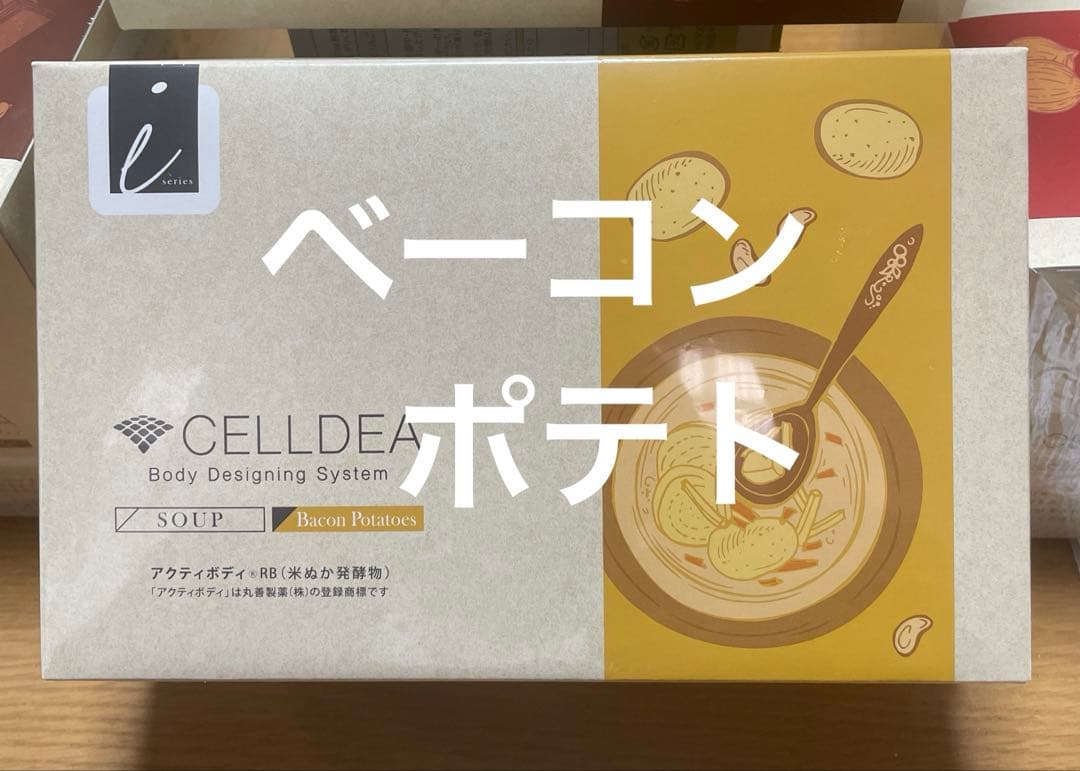 i
series
ベーコン
ポテト
CELLDEA
Body Designing System
SOUP
Bacon Potatoes
アクティボディ®RB(米ぬか発酵物)
「アクティボディ」は丸善製薬(株)の登録商標です